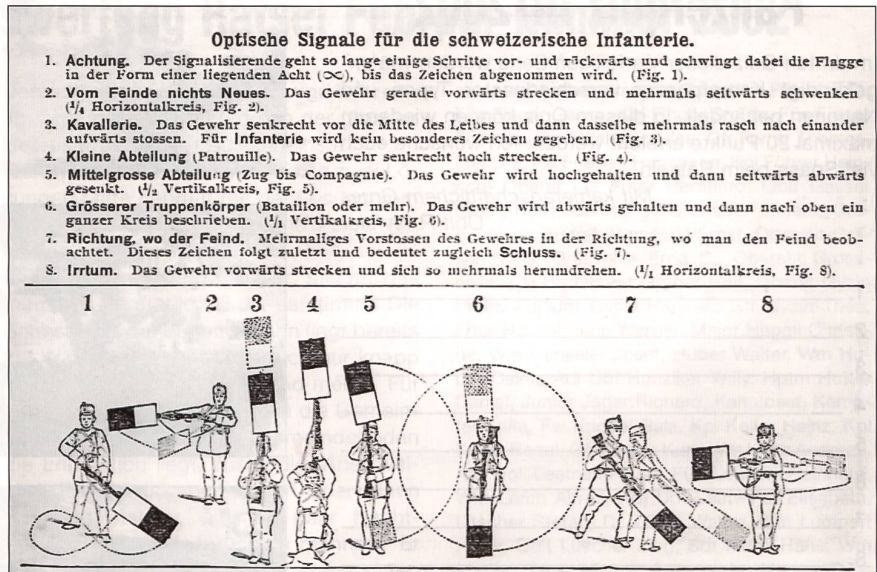 Optische Signale für die schweizerische Infanterie.
1. Achtung. Der Signalisierende geht so lange einige Schritte vor- und rückwärts und schwingt dabei die Flagge
in der Form einer liegenden Acht (∞), bis das Zeichen abgenommen wird. (Fig. 1).
2. Vom Feinde nichts Neues. Das Gewehr gerade vorwärts strecken und mehrmals seitwärts schwenken
(¼ Horizontalkreis, Fig. 2).
3. Kavallerie. Das Gewehr senkrecht vor die Mitte des Leibes und dann dasselbe mehrmals rasch nach einander
aufwärts stossen. Für Infanterie wird kein besonderes Zeichen gegeben. (Fig. 3).
4. Kleine Abteilung (Patrouille). Das Gewehr senkrecht hoch strecken. (Fig. 4).
5. Mittelgrosse Abteilung (Zug bis Compagnie). Das Gewehr wird hochgehalten und dann seitwärts abwärts
gesenkt. (½ Vertikalkreis, Fig. 5).
6. Grösserer Truppenkörper (Bataillon oder mehr). Das Gewehr wird abwärts gehalten und dann nach oben ein
ganzer Kreis beschrieben. (1/1 Vertikalkreis, Fig. 6).
7. Richtung, wo der Feind. Mehrmaliges Vorstossen des Gewehres in der Richtung, wo man den Feind beob-
achtet. Dieses Zeichen folgt zuletzt und bedeutet zugleich Schluss. (Fig. 7).
8. Irrtum. Das Gewehr vorwärts strecken und sich so mehrmals herumdrehen. (1/1 Horizontalkreis, Fig. 8).
1 2 3 4 5 6 7 8